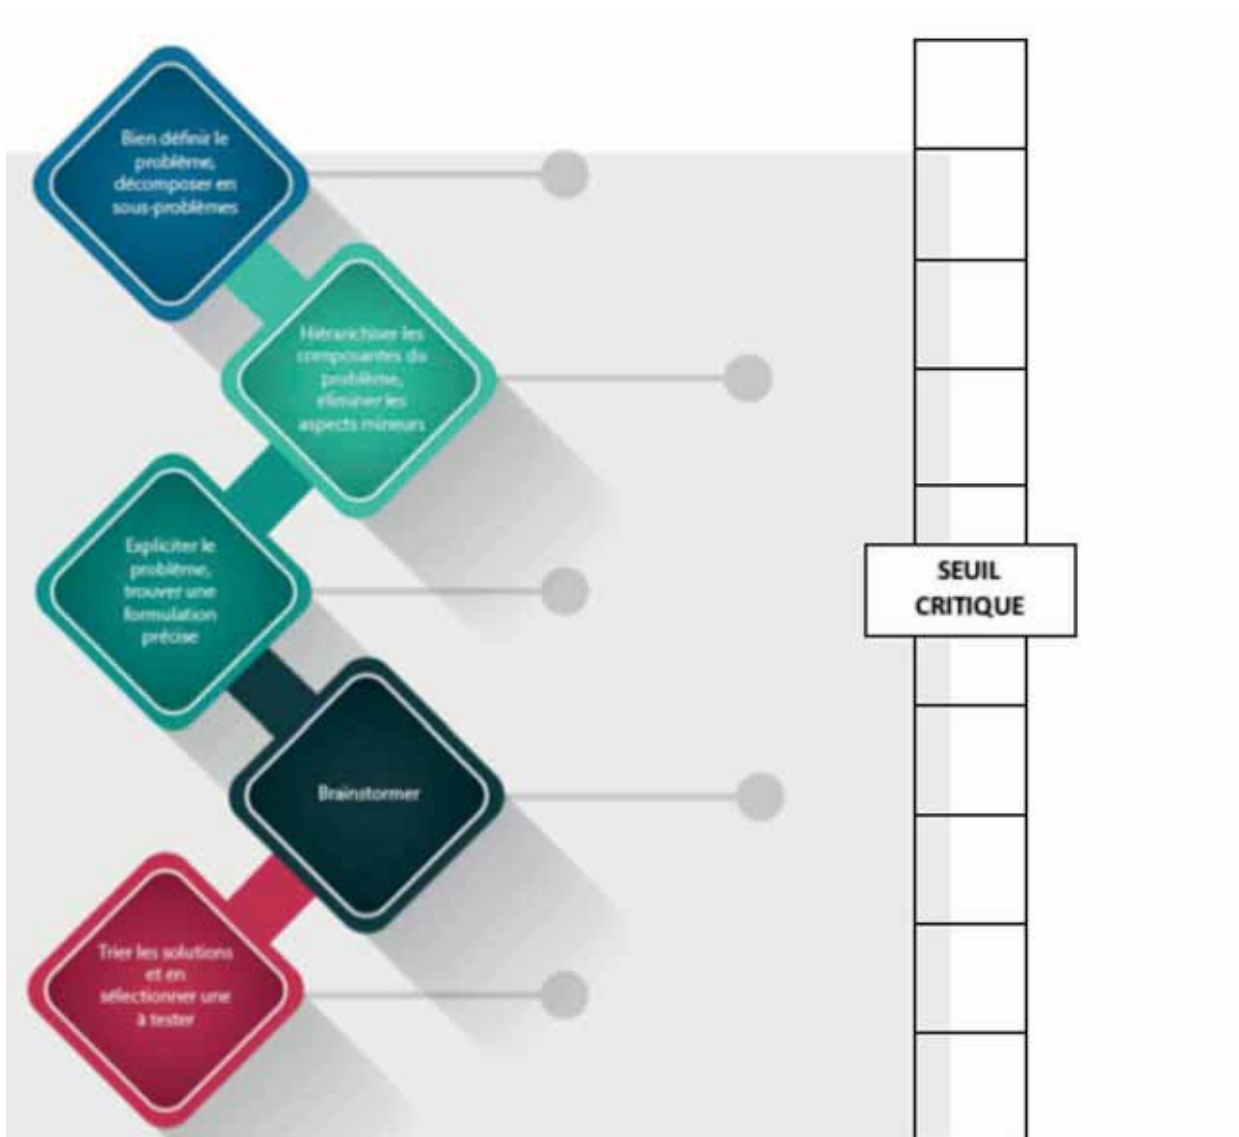 Bien définir le
problème,
décomposer en
sous-problèmes
Hiérarchiser les
composantes du
problème,
éliminer les
aspects mineurs
Expliciter le
problème,
trouver une
formulation
précise
Brainstormer
Trier les solutions
et en
sélectionner une
à tester
SEUIL
CRITIQUE